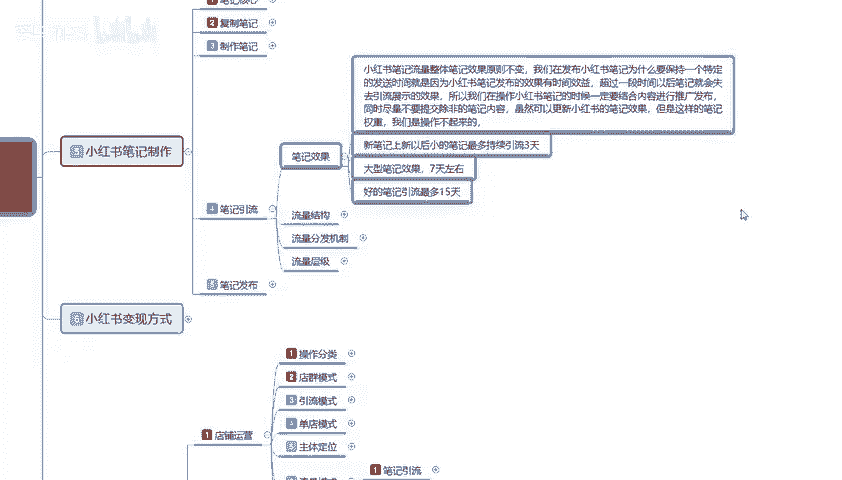 1 笔记核心
2 复制笔记
3 制作笔记
小红书笔记流量整体笔记效果原则不变，我们在发布小红书笔记为什么要保持一个特定
的发送时间就是因为小红书笔记发布的效果有时间效益，超过一段时间以后笔记就会失
去引流展示的效果，所以我们在操作小红书笔记的时候一定要结合内容进行推广发布，
同时尽量不要提交除非的笔记内容，虽然可以更新小红书的笔记效果，但是这样的笔记
权重，我们是操作不起来的。
小红书笔记制作
笔记效果
新笔记上新以后小的笔记最多持续引流3天
大型笔记效果，7天左右
好的笔记引流最多15天
4 笔记引流
流量结构
流量分发机制
流量层级
5 笔记发布
小红书变现方式
1 操作分类
2 店群模式
3 引流模式
单店模式
主体定位
1 店铺运营
1 笔记引流